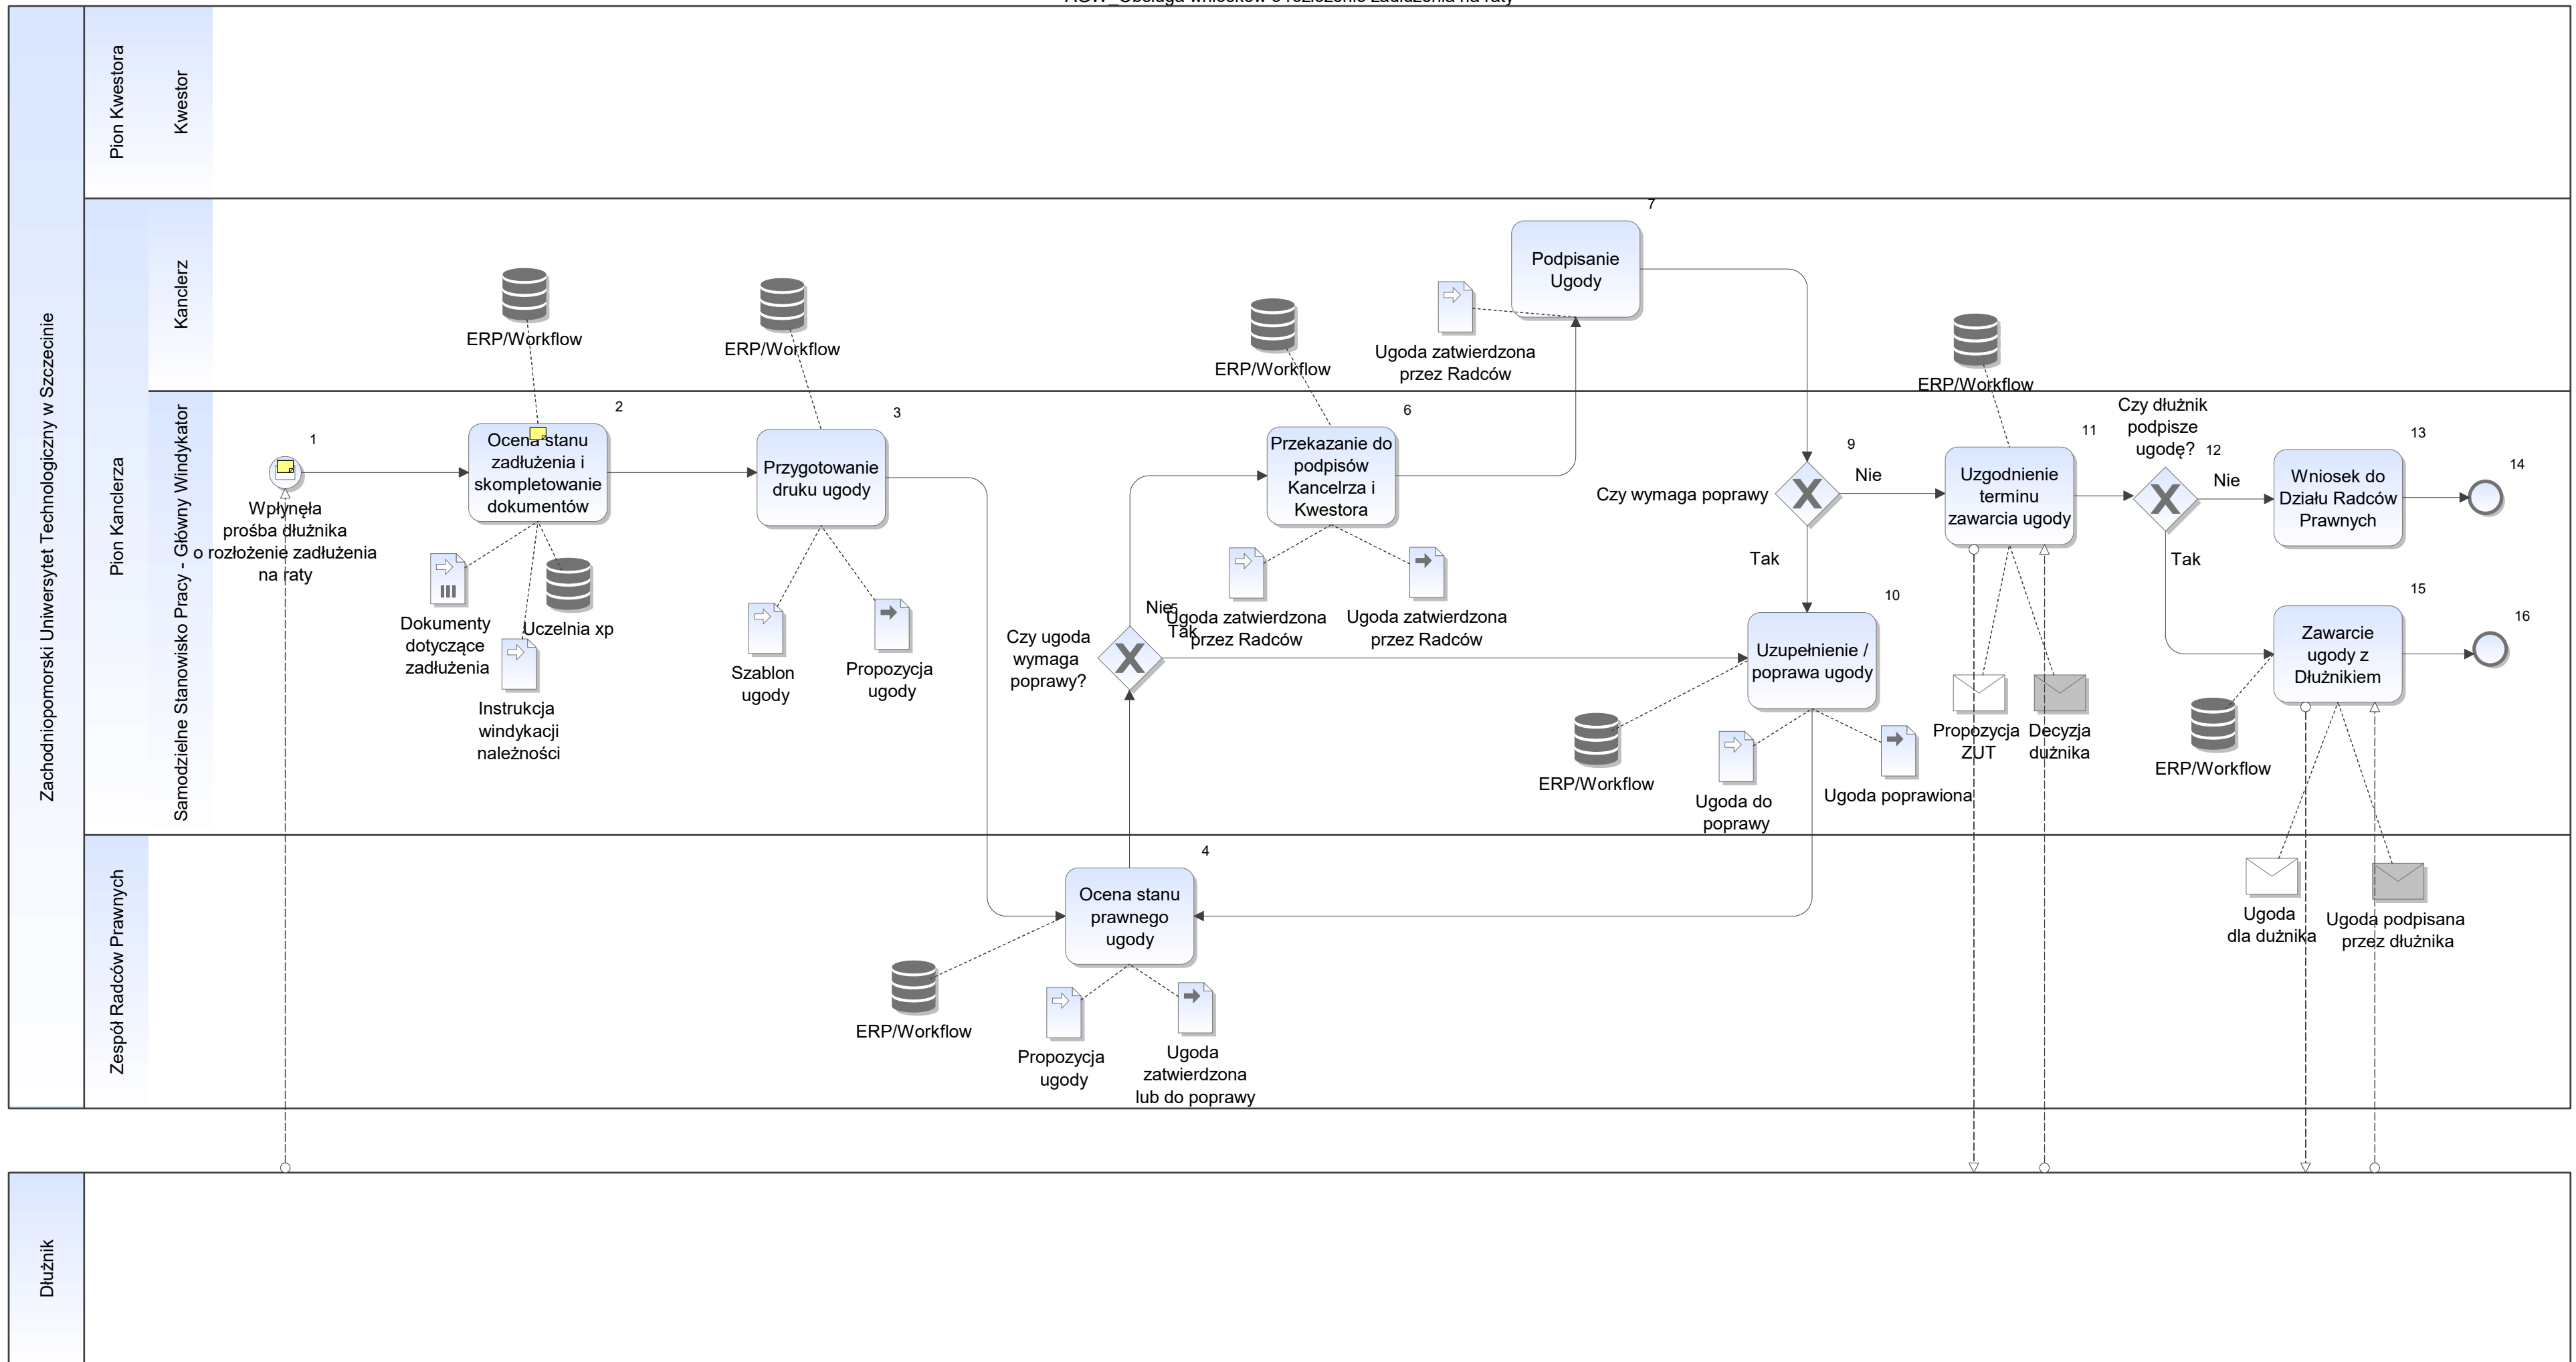 Zachodniopomorski Uniwersytet Technologiczny w Szczecinie
Pion Kwestora
Kwestor
Pion Kanclerza
Kanclerz
7
Podpisanie
Ugody
ERP/Workflow
ERP/Workflow
ERP/Workflow
Ugoda zatwierdzona
przez Radców
ERP/Workflow
Samodzielne Stanowisko Pracy - Główny Windykator
1
Wpłynęła
prośba dłużnika
o rozłożenie zadłużenia
na raty
2
Ocena stanu
zadłużenia i
skompletowanie
dokumentów
Dokumenty
dotyczące
zadłużenia
Uczelnia xp
Instrukcja
windykacji
należności
3
Przygotowanie
druku ugody
Szablon
ugody
Propozycja
ugody
Czy ugoda
wymaga
poprawy?
5
Nie
Tak
6
Przekazanie do
podpisów
Kancelrza i
Kwestora
Ugoda zatwierdzona
przez Radców
Ugoda zatwierdzona
przez Radców
9
Czy wymaga poprawy
Nie
Tak
10
Uzupełnienie /
poprawa ugody
ERP/Workflow
Ugoda do
poprawy
Ugoda poprawiona
11
Uzgodnienie
terminu
zawarcia ugody
Propozycja
ZUT
Decyzja
dużnika
Czy dłużnik
podpisze
ugodę?
12
Nie
Tak
13
Wniosek do
Działu Radców
Prawnych
14
15
Zawarcie
ugody z
Dłużnikiem
16
ERP/Workflow
Ugoda
dla dużnika
Ugoda podpisana
przez dłużnika
Zespół Radców Prawnych
4
Ocena stanu
prawnego
ugody
ERP/Workflow
Propozycja
ugody
Ugoda
zatwierdzona
lub do poprawy
Dłużnik